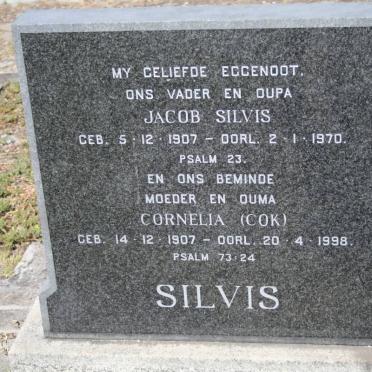 MY GELIEFDE EGGENOOT,
ONS VADER EN OUPA
JACOB SILVIS
GEB. 5·12·1907 – OORL. 2·1·1970.
PSALM 23.
EN ONS BEMINDE
MOEDER EN OUMA
CORNELIA (COK)
GEB. 14·12·1907 – OORL. 20·4·1998.
PSALM 73:24
SILVIS